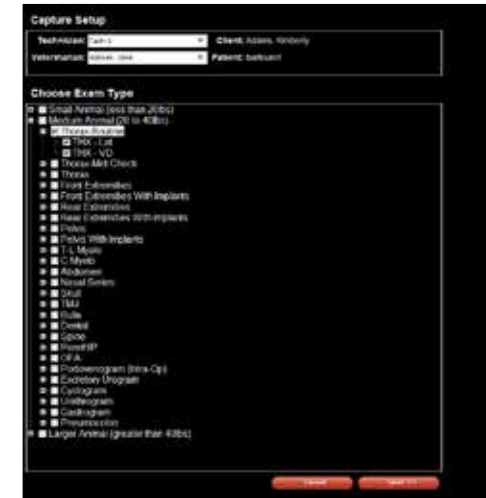 Capture Setup
Technician: Tech 1 Client: Adams, Kimberly
Veterinarian: Patient:
Choose Exam Type
Small Animal (less than 20lbs)
Medium Animal (20 to 40lbs)
Thorax Routine
THX - Lat
THX - VD
Thorax Met Check
Thorax
Front Extremities
Front Extremities With Implants
Rear Extremities
Rear Extremities With Implants
Pelvis
Pelvis With Implants
T-L Myelo
C Myelo
Abdomen
Nasal Series
Skull
TMJ
Bulla
Dental
Spine
PennHIP
OFA
Portovenogram (Intra-Op)
Excretory Urogram
Cystogram
Urethrogram
Gastrogram
Pneumocolon
Larger Animal (greater than 40lbs)
Cancel Next >>